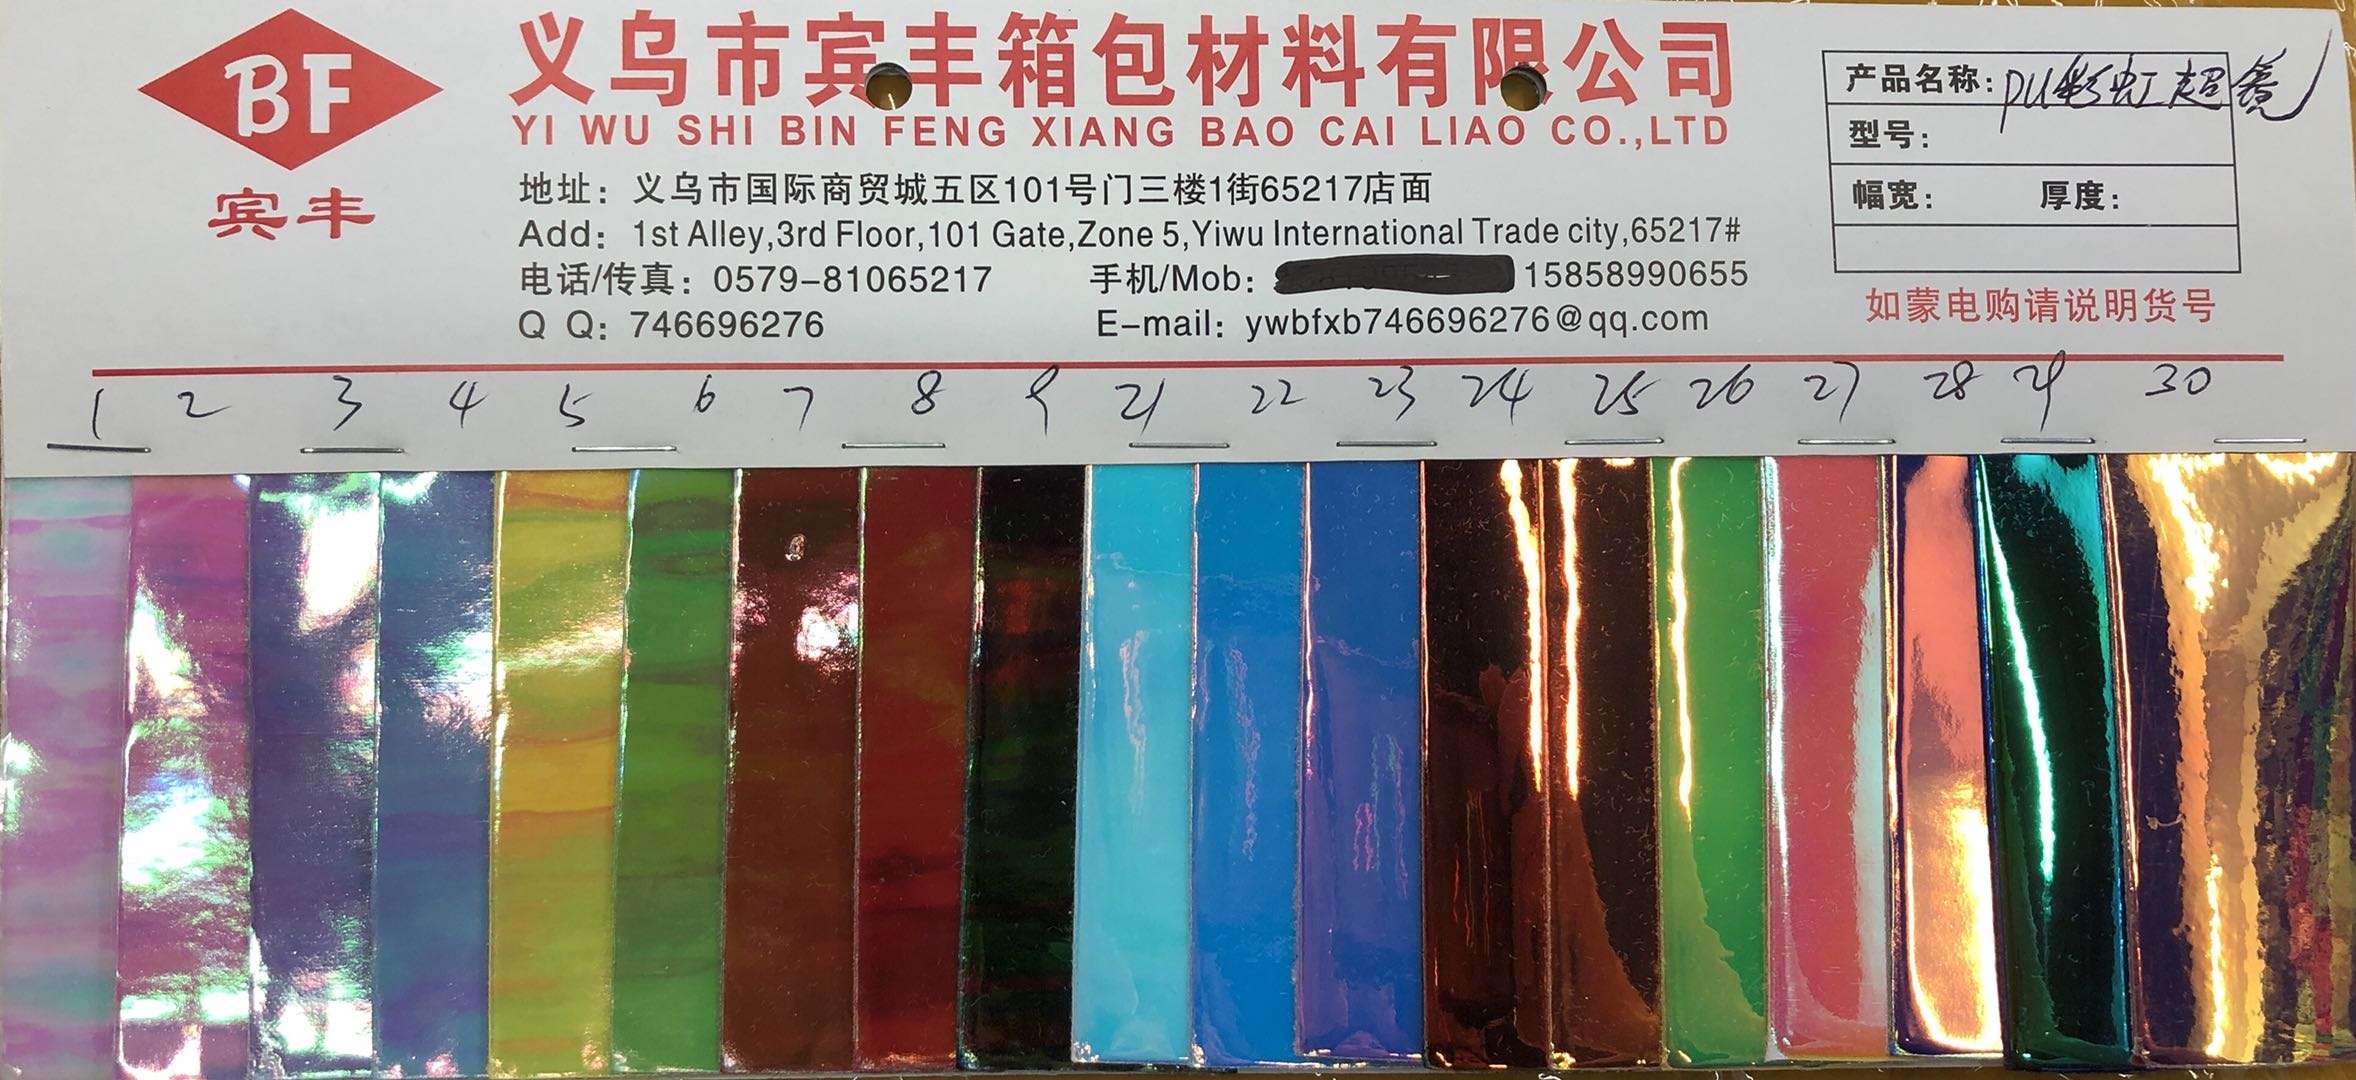 BF
宾丰
义乌市宾丰箱包材料有限公司
YI WU SHI BIN FENG XIANG BAO CAI LIAO CO.,LTD
地址：义乌市国际商贸城五区101号门三楼1街65217店面
Add：1st Alley,3rd Floor,101 Gate,Zone 5,Yiwu International Trade city,65217#
电话/传真：0579-81065217 手机/Mob： 15858990655
Q Q：746696276 E-mail：ywbfxb746696276@qq.com
产品名称：PU彩虹超镜
型号：
幅宽： 厚度：
如蒙电购请说明货号
1 2 3 4 5 6 7 8 9 21 22 23 24 25 26 27 28 29 30